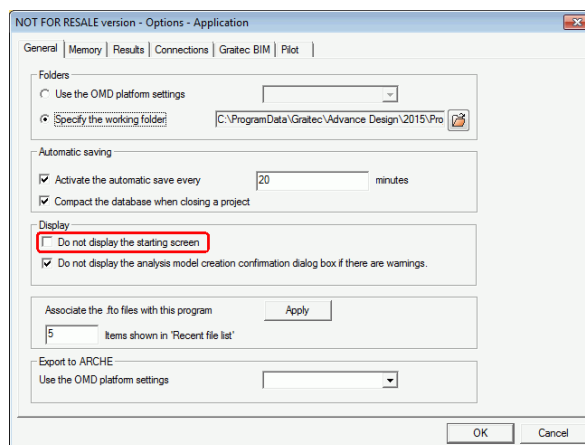 NOT FOR RESALE version - Options - Application
General Memory Results Connections Graitec BIM Pilot
Folders
Use the OMD platform settings
Specify the working folder C:\ProgramData\Graitec\Advance Design\2015\Pro
Automatic saving
Activate the automatic save every 20 minutes
Compact the database when closing a project
Display
Do not display the starting screen
Do not display the analysis model creation confirmation dialog box if there are warnings.
Associate the .fto files with this program Apply
5 Items shown in 'Recent file list'
Export to ARCHE
Use the OMD platform settings
OK Cancel